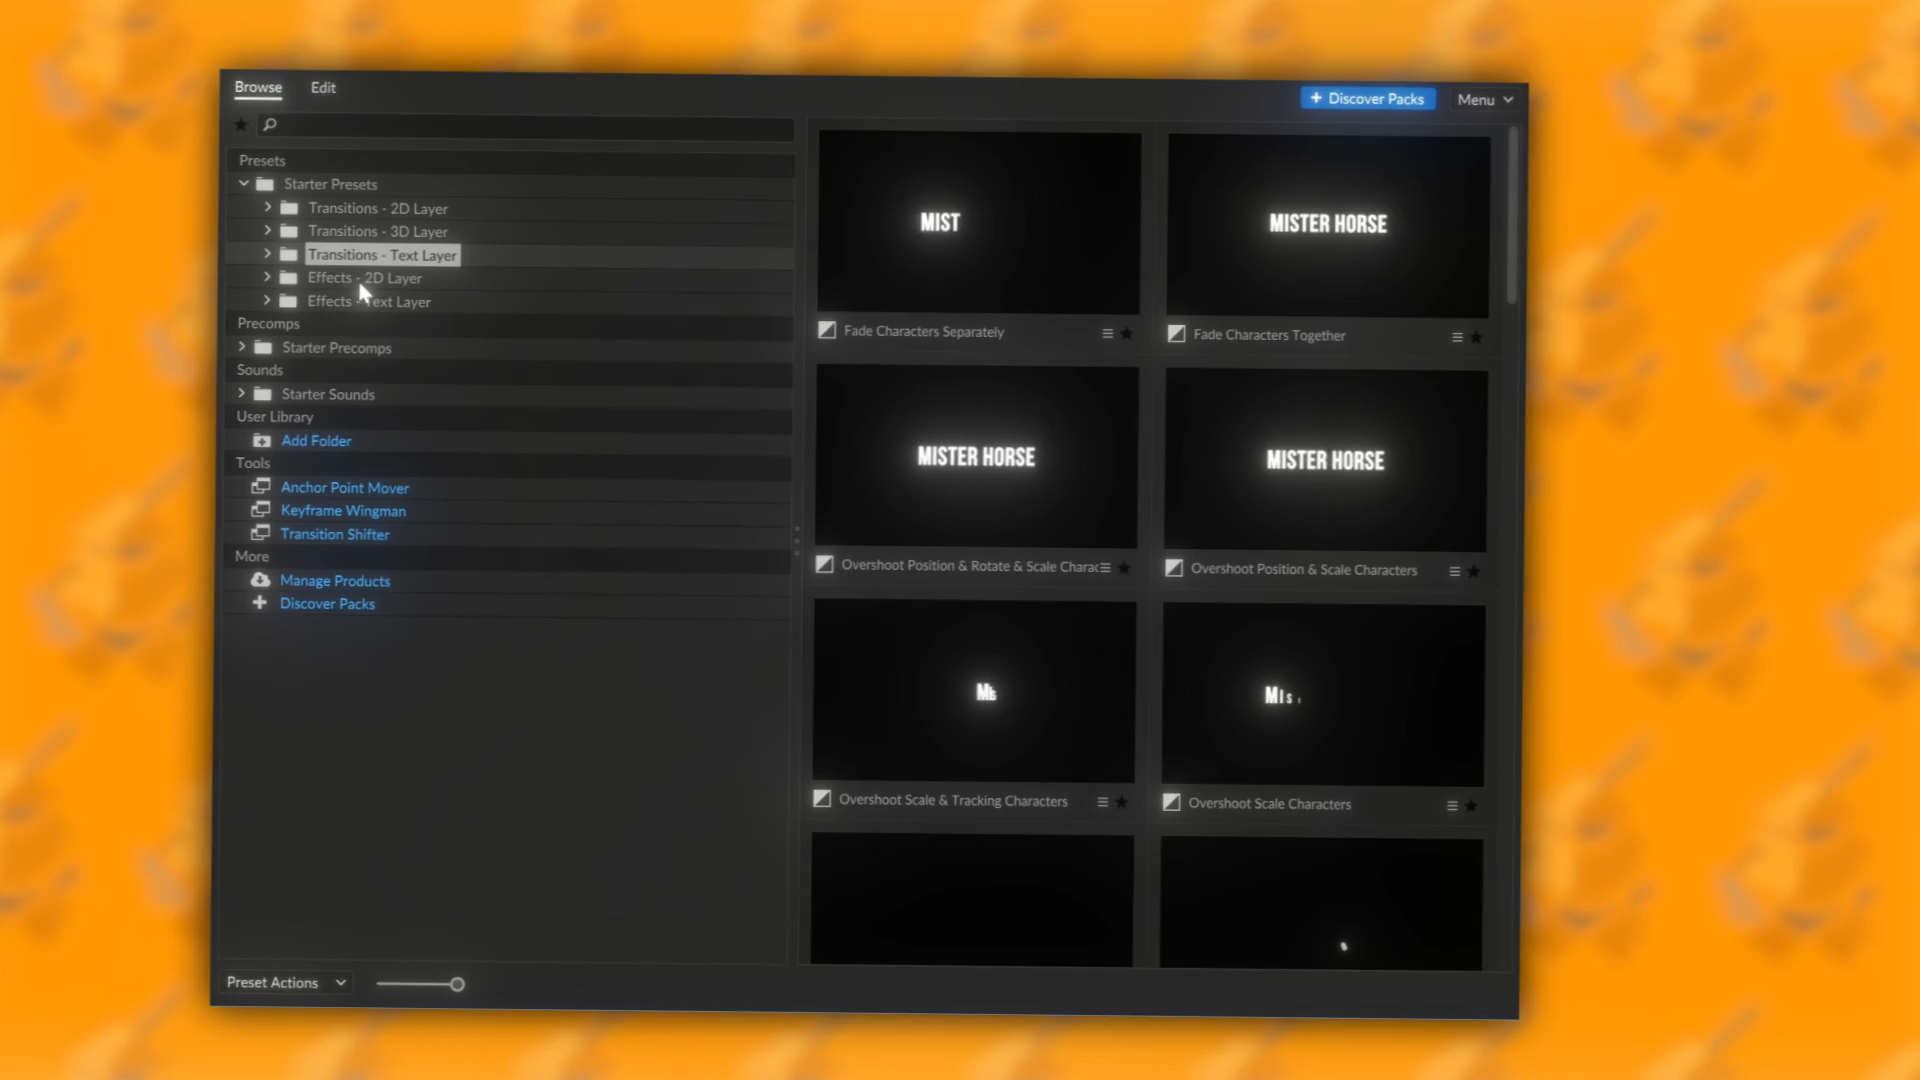 Browse
Edit
+ Discover Packs
Menu
Presets
Starter Presets
Transitions - 2D Layer
Transitions - 3D Layer
Transitions - Text Layer
Effects - 2D Layer
Effects - Text Layer
Precomps
Starter Precomps
Sounds
Starter Sounds
User Library
Add Folder
Tools
Anchor Point Mover
Keyframe Wingman
Transition Shifter
More
Manage Products
Discover Packs
Preset Actions
MIST
MISTER HORSE
Fade Characters Separately
Fade Characters Together
MISTER HORSE
MISTER HORSE
Overshoot Position & Rotate & Scale Charac
Overshoot Position & Scale Characters
MIs
Overshoot Scale & Tracking Characters
Overshoot Scale Characters